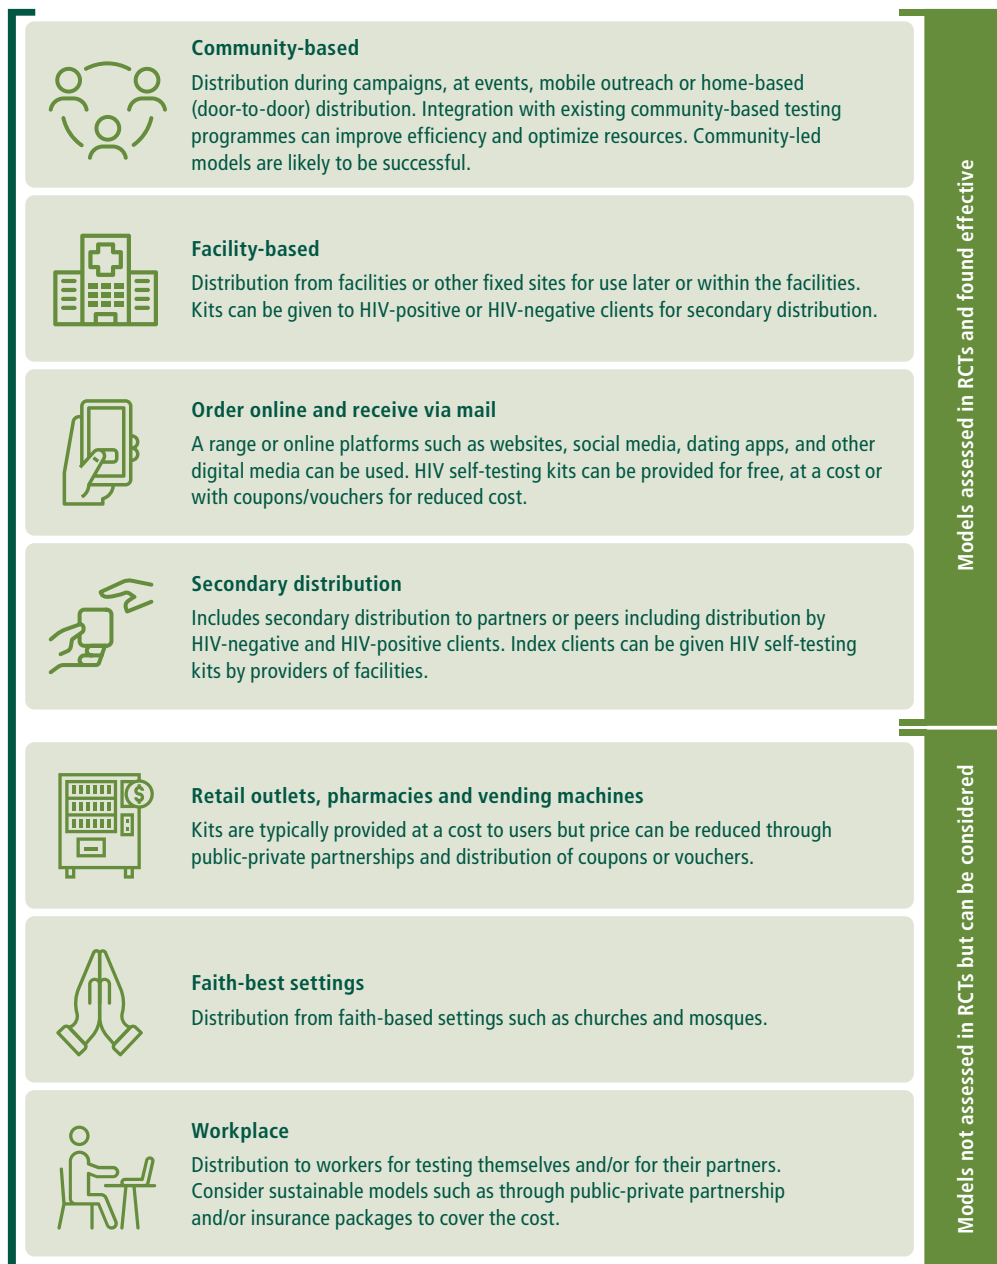 Community-based
Distribution during campaigns, at events, mobile outreach or home-based
(door-to-door) distribution. Integration with existing community-based testing
programmes can improve efficiency and optimize resources. Community-led
models are likely to be successful.
Facility-based
Distribution from facilities or other fixed sites for use later or within the facilities.
Kits can be given to HIV-positive or HIV-negative clients for secondary distribution.
Order online and receive via mail
A range or online platforms such as websites, social media, dating apps, and other
digital media can be used. HIV self-testing kits can be provided for free, at a cost or
with coupons/vouchers for reduced cost.
Secondary distribution
Includes secondary distribution to partners or peers including distribution by
HIV-negative and HIV-positive clients. Index clients can be given HIV self-testing
kits by providers of facilities.
Models assessed in RCTs and found effective
$
Retail outlets, pharmacies and vending machines
Kits are typically provided at a cost to users but price can be reduced through
public-private partnerships and distribution of coupons or vouchers.
Faith-best settings
Distribution from faith-based settings such as churches and mosques.
Workplace
Distribution to workers for testing themselves and/or for their partners.
Consider sustainable models such as through public-private partnership
and/or insurance packages to cover the cost.
Models not assessed in RCTs but can be considered